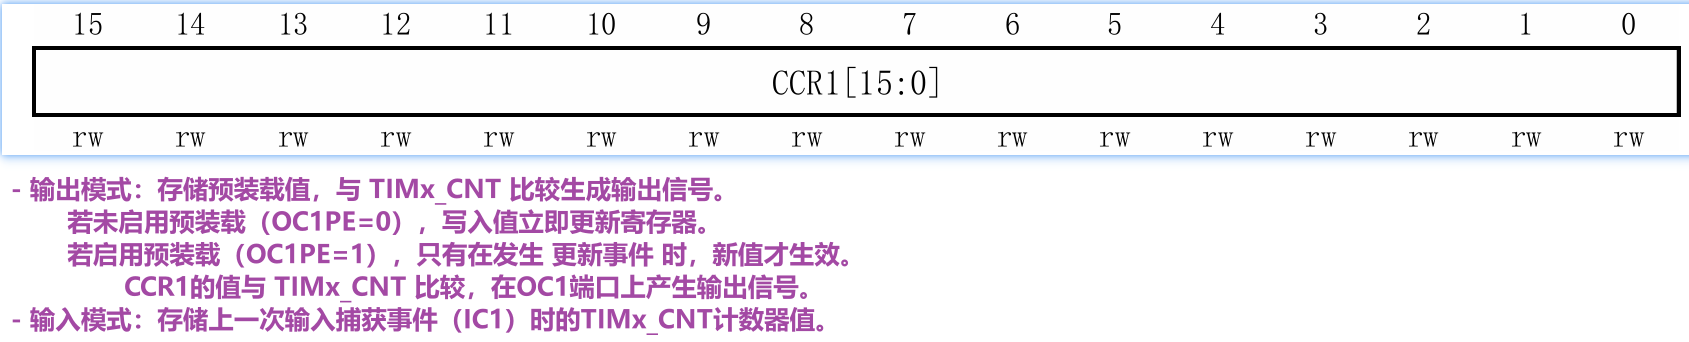 15 14 13 12 11 10 9 8 7 6 5 4 3 2 1 0
CCR1[15:0]
rw rw rw rw rw rw rw rw rw rw rw rw rw rw rw rw
- 输出模式：存储预装载值，与 TIMx_CNT 比较生成输出信号。
若未启用预装载（OC1PE=0），写入值立即更新寄存器。
若启用预装载（OC1PE=1），只有在发生 更新事件 时，新值才生效。
CCR1的值与 TIMx_CNT 比较，在OC1端口上产生输出信号。
- 输入模式：存储上一次输入捕获事件（IC1）时的TIMx_CNT计数器值。